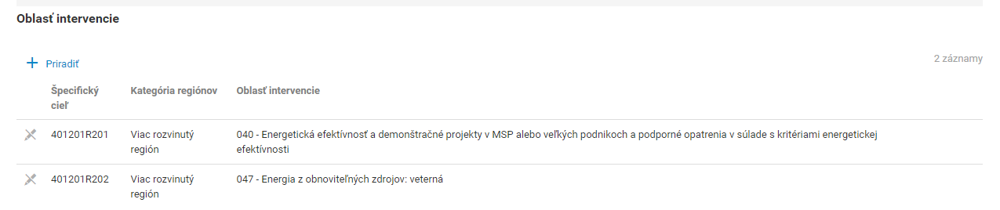 Oblasť intervencie
Priradiť
2 záznamy
Špecifický
cieľ
Kategória regiónov
Oblasť intervencie
401201R201
Viac rozvinutý
región
040 - Energetická efektívnosť a demonštračné projekty v MSP alebo veľkých podnikoch a podporné opatrenia v súlade s kritériami energetickej
efektívnosti
401201R202
Viac rozvinutý
región
047 - Energia z obnoviteľných zdrojov: veterná